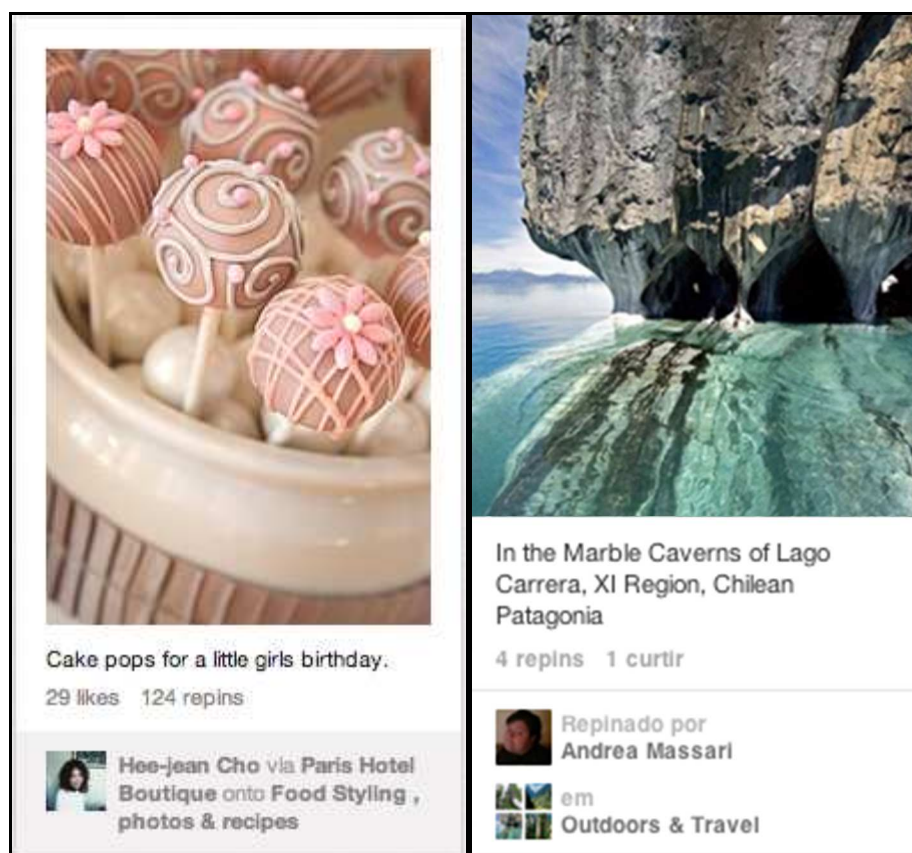 Cake pops for a little girls birthday.
29 likes 124 repins
Hee-jean Cho via Paris Hotel
Boutique onto Food Styling ,
photos & recipes
In the Marble Caverns of Lago
Carrera, XI Region, Chilean
Patagonia
4 repins 1 curtir
Repinado por
Andrea Massari
em
Outdoors & Travel